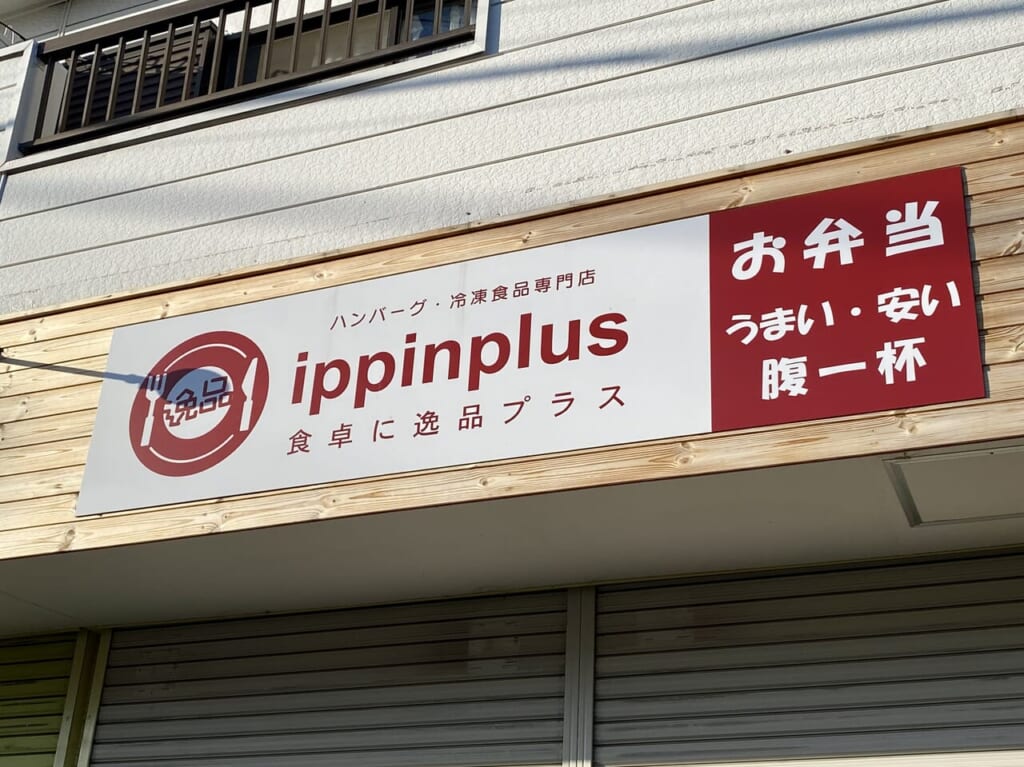 逸品
ハンバーグ・冷凍食品専門店
ippinplus
食卓に逸品プラス
お弁当
うまい・安い
腹一杯